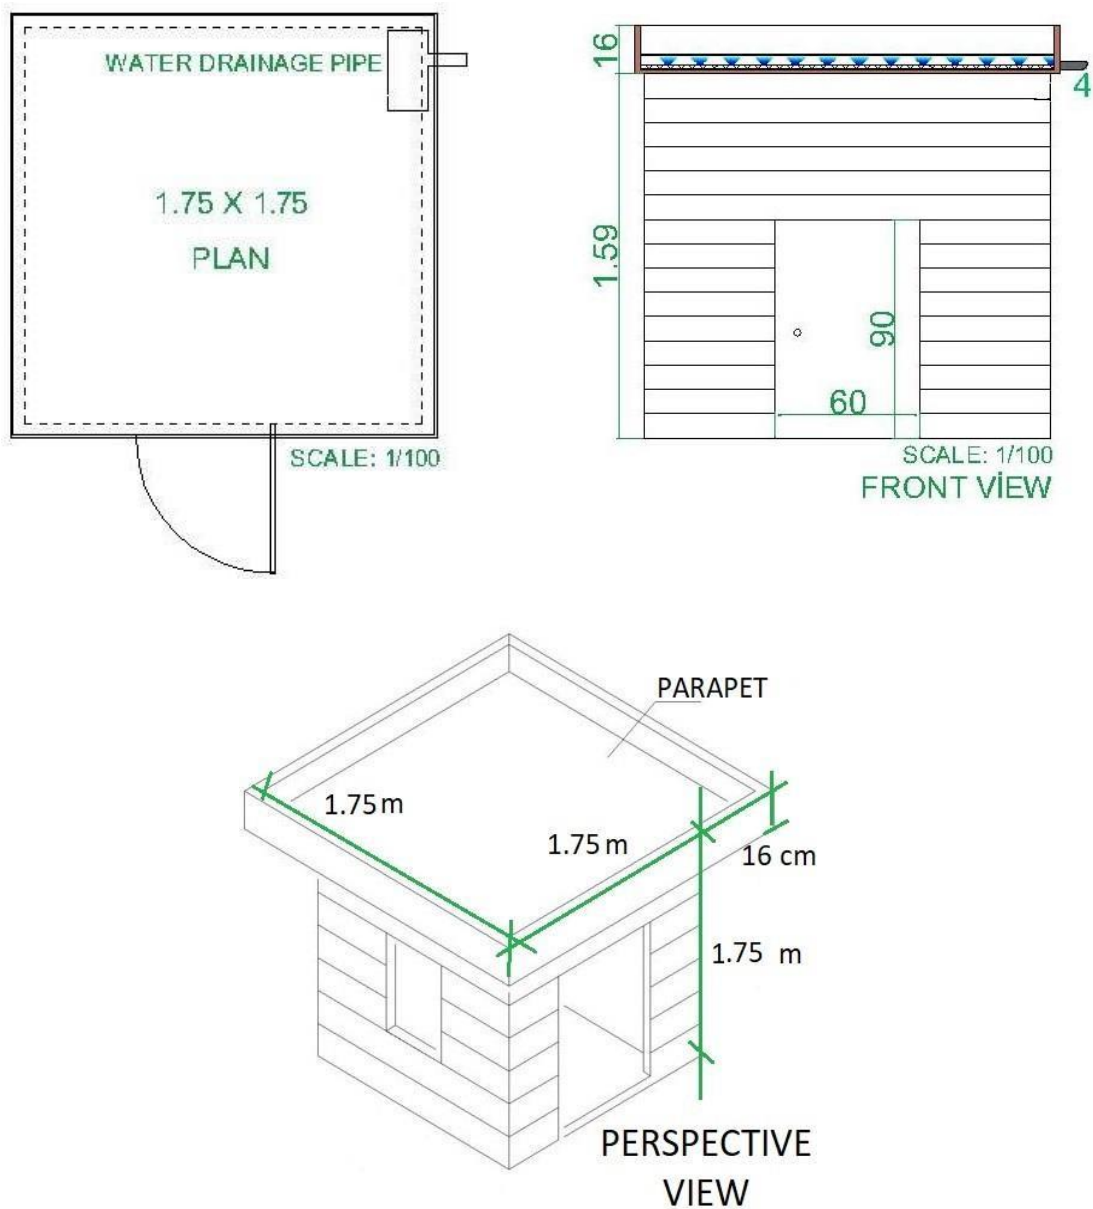 WATER DRAINAGE PIPE
1.75 X 1.75
PLAN
SCALE: 1/100
16
4
1.59
90
60
SCALE: 1/100
FRONT VİEW
PARAPET
1.75 m
1.75 m
16 cm
1.75 m
PERSPECTIVE
VIEW